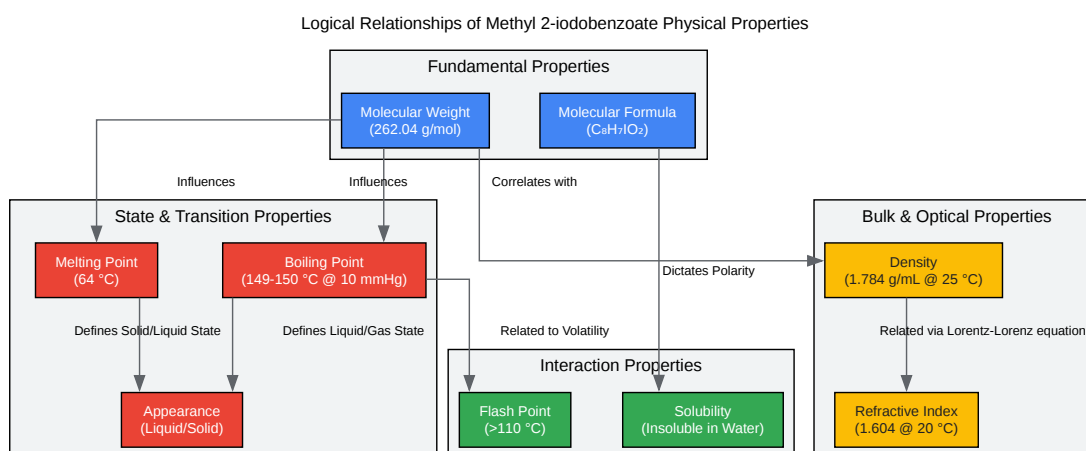 Logical Relationships of Methyl 2-iodobenzoate Physical Properties
Fundamental Properties
Molecular Weight
(262.04 g/mol)
Molecular Formula
(C₈H₇IO₂)
Influences
Influences
Correlates with
State & Transition Properties
Melting Point
(64 °C)
Boiling Point
(149-150 °C @ 10 mmHg)
Dictates Polarity
Bulk & Optical Properties
Density
(1.784 g/mL @ 25 °C)
Defines Solid/Liquid State
Defines Liquid/Gas State
Related to Volatility
Related via Lorentz-Lorenz equation
Appearance
(Liquid/Solid)
Interaction Properties
Flash Point
(>110 °C)
Solubility
(Insoluble in Water)
Refractive Index
(1.604 @ 20 °C)